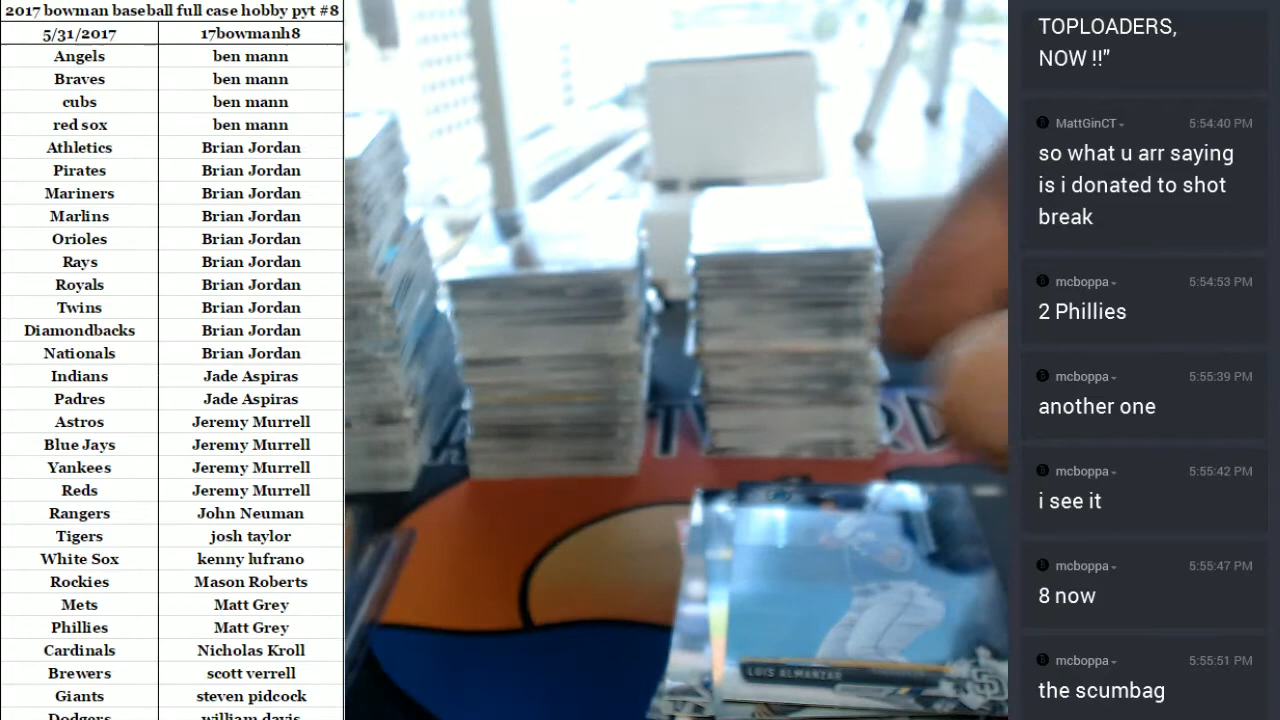 2017 bowman baseball full case hobby pyt #8
5/31/2017 17bowmanh8
Angels ben mann
Braves ben mann
cubs ben mann
red sox ben mann
Athletics Brian Jordan
Pirates Brian Jordan
Mariners Brian Jordan
Marlins Brian Jordan
Orioles Brian Jordan
Rays Brian Jordan
Royals Brian Jordan
Twins Brian Jordan
Diamondbacks Brian Jordan
Nationals Brian Jordan
Indians Jade Aspiras
Padres Jade Aspiras
Astros Jeremy Murrell
Blue Jays Jeremy Murrell
Yankees Jeremy Murrell
Reds Jeremy Murrell
Rangers John Neuman
Tigers josh taylor
White Sox kenny lufrano
Rockies Mason Roberts
Mets Matt Grey
Phillies Matt Grey
Cardinals Nicholas Kroll
Brewers scott verrell
Giants steven pidcock
Dodgers william davis
LUIS ALMANZAR
SD
TOPLOADERS,
NOW !!"
MattGinCT 5:54:40 PM
so what u arr saying
is i donated to shot
break
mcboppa 5:54:53 PM
2 Phillies
mcboppa 5:55:39 PM
another one
mcboppa 5:55:42 PM
i see it
mcboppa 5:55:47 PM
8 now
mcboppa 5:55:51 PM
the scumbag